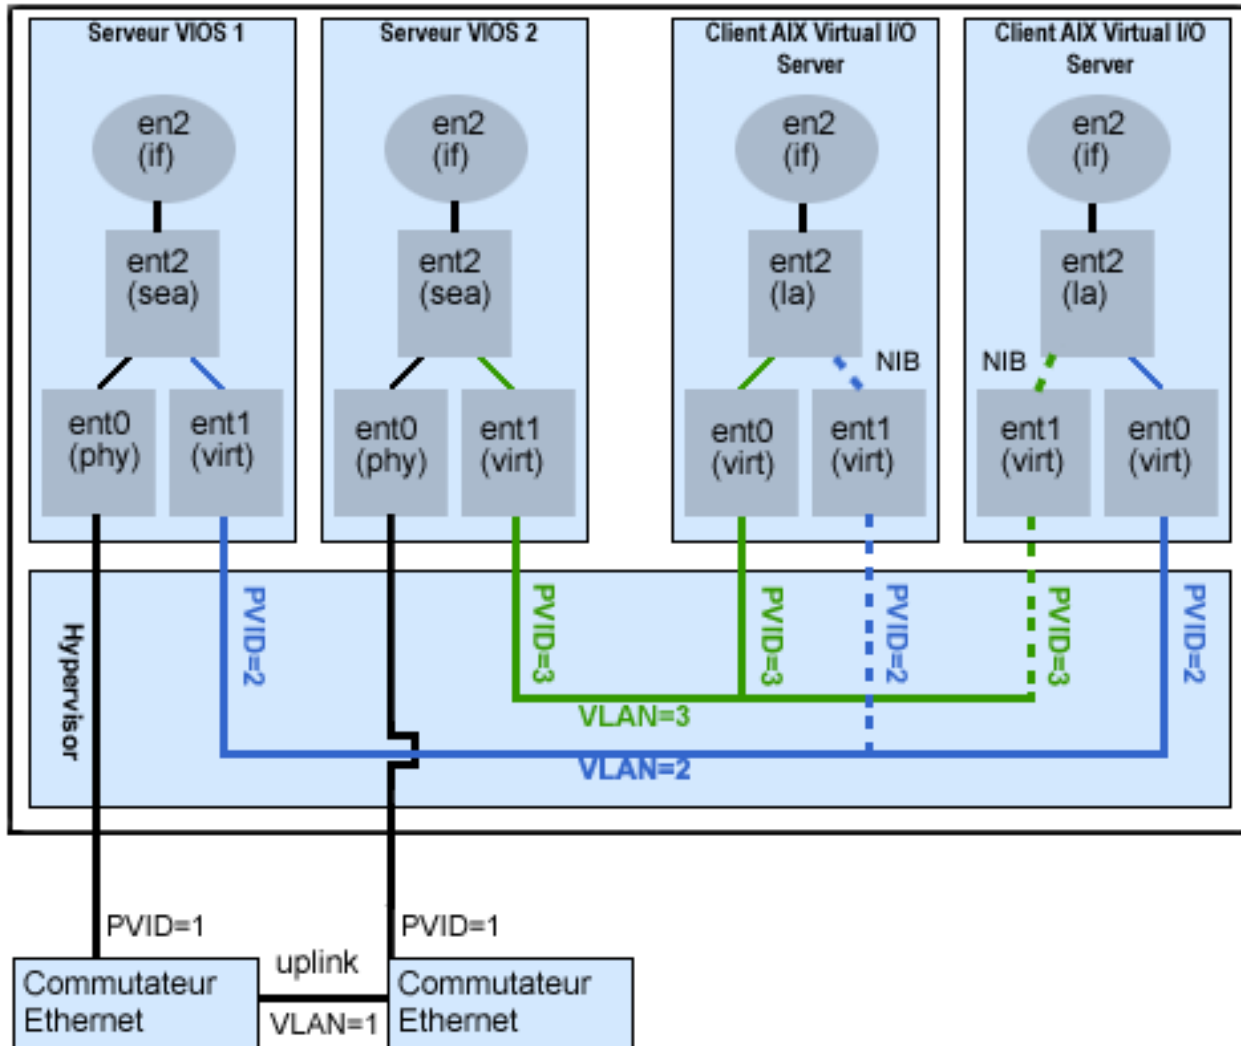 Serveur VIOS 1
Serveur VIOS 2
Client AIX Virtual I/O
Server
Client AIX Virtual I/O
Server
en2
(if)
en2
(if)
en2
(if)
en2
(if)
ent2
(sea)
ent2
(sea)
ent2
(la)
ent2
(la)
NIB
NIB
ent0
(phy)
ent1
(virt)
ent0
(phy)
ent1
(virt)
ent0
(virt)
ent1
(virt)
ent1
(virt)
ent0
(virt)
Hypervisor
PVID=2
PVID=3
PVID=3
PVID=2
PVID=3
PVID=2
VLAN=3
VLAN=2
PVID=1
PVID=1
Commutateur
Ethernet
uplink
VLAN=1
Commutateur
Ethernet